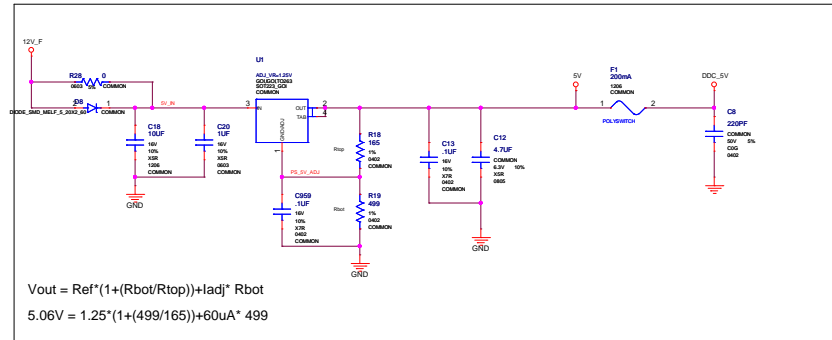 12V_F
R28 0
0603 5% COMMON
D8
2 1
DIODE_SMD_MELF_5_20X2_60 COMMON
5V_IN
C18
10UF
16V
10%
X5R
1206
COMMON
GND
C20
1UF
16V
10%
X5R
0603
COMMON
U1
ADJ_VR=1.25V
SOT223_GOI
COMMON
3 IN
OUT 2
TAB 4
GND/ADJ
1
PS_5V_ADJ
C959
.1UF
16V
10%
X7R
0402
COMMON
Rtop
R18
165
1%
0402
COMMON
Rbot
R19
499
1%
0402
COMMON
GND
C13
.1UF
16V
10%
X7R
0402
COMMON
C12
4.7UF
COMMON
6.3V 10%
X5R
0805
GND
5V
F1
200mA
1206
COMMON
1 2
POLYSWITCH
DDC_5V
C8
220PF
COMMON
50V 5%
C0G
0402
GND
Vout = Ref*(1+(Rbot/Rtop))+Iadj* Rbot
5.06V = 1.25*(1+(499/165))+60uA* 499